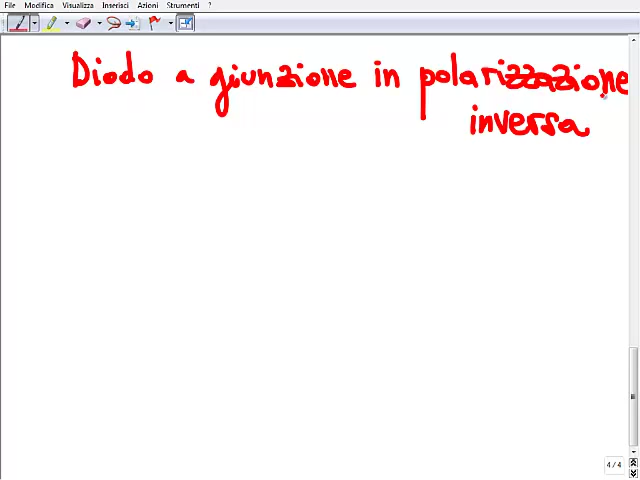 File Modifica Visualizza Inserisci Azioni Strumenti ?
Diodo a giunzione in polarizzazione
inversa
4 / 4